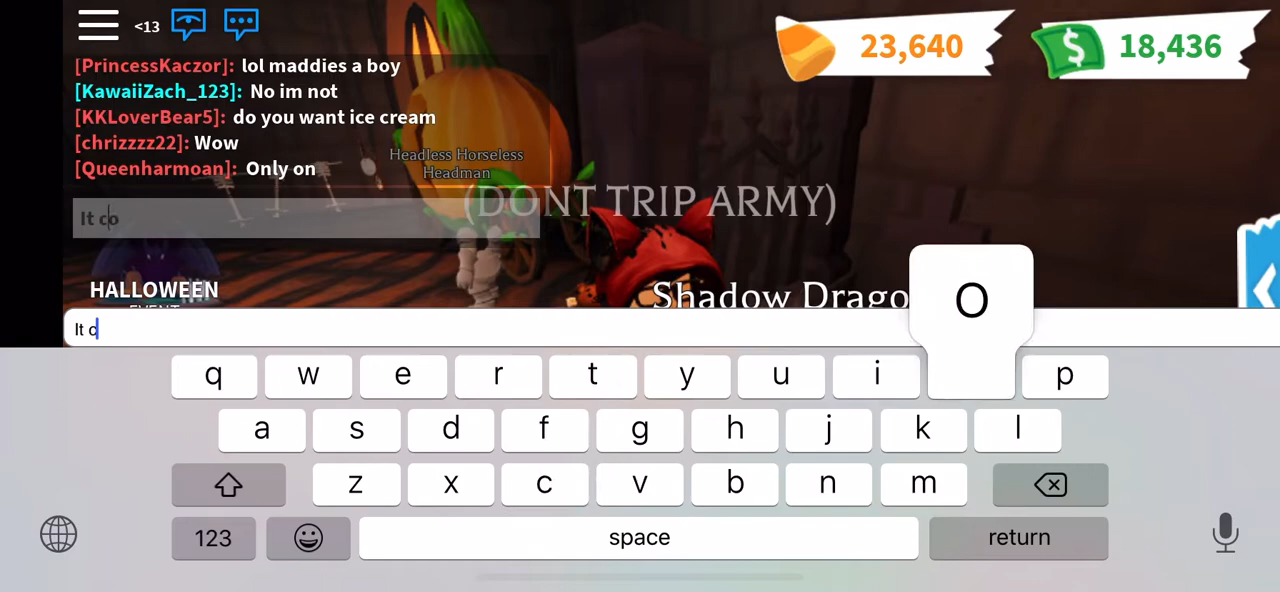 <13
23,640
18,436
[PrincessKaczor]: lol maddies a boy
[KawaiiZach_123]: No im not
[KKLoverBear5]: do you want ice cream
[chrizzzz22]: Wow
[Queenharmoan]: Only on
Headless Horseless
Headman
(DONT TRIP ARMY)
It co
HALLOWEEN
EVENT
Shadow Drago
It c
O
q w e r t y u i p
a s d f g h j k l
z x c v b n m
123 space return